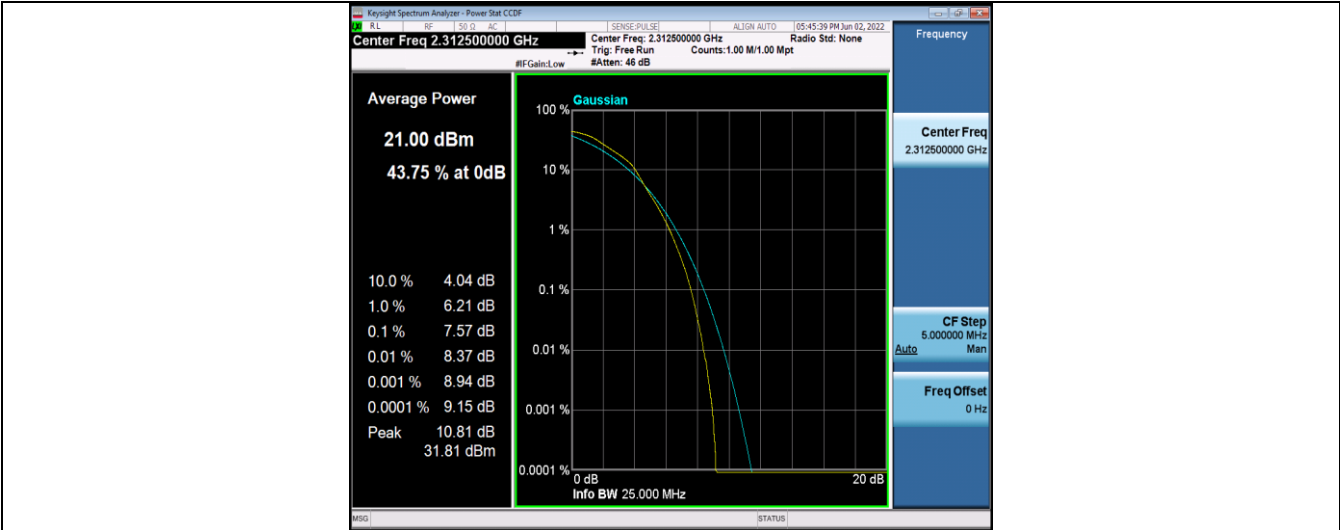 Keysight Spectrum Analyzer - Power Stat CCDF
RL RF 50 Ω AC SENSE:PULSE ALIGN AUTO 05:45:39 PM Jun 02, 2022
Center Freq 2.312500000 GHz
Center Freq: 2.312500000 GHz Radio Std: None
Trig: Free Run Counts:1.00 M/1.00 Mpt
#IFGain:Low #Atten: 46 dB
Frequency
Average Power
21.00 dBm
43.75 % at 0dB
10.0 % 4.04 dB
1.0 % 6.21 dB
0.1 % 7.57 dB
0.01 % 8.37 dB
0.001 % 8.94 dB
0.0001 % 9.15 dB
Peak 10.81 dB
31.81 dBm
Gaussian
100 %
10 %
1 %
0.1 %
0.01 %
0.001 %
0.0001 %
0 dB 20 dB
Info BW 25.000 MHz
Center Freq
2.312500000 GHz
CF Step
5.000000 MHz
Auto Man
Freq Offset
0 Hz
MSG STATUS